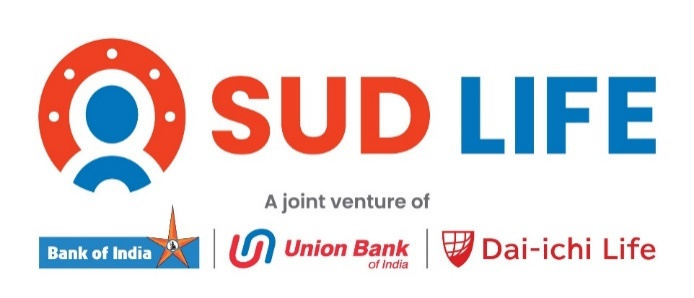 SUD LIFE
A joint venture of
Bank of India
Union Bank
of India
Dai-ichi Life